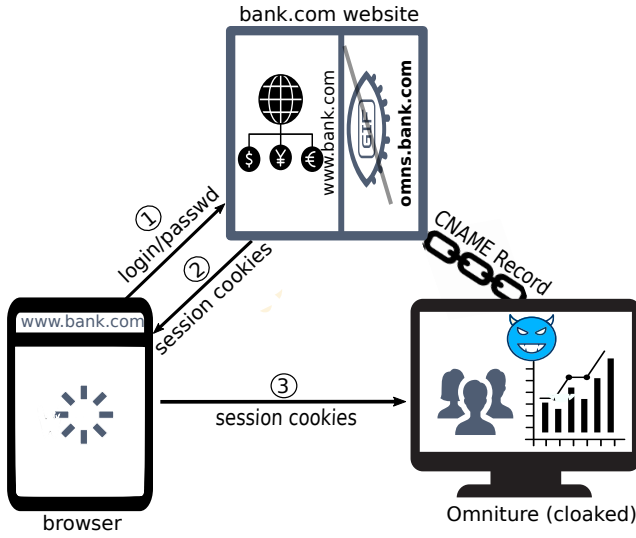 bank.com website
www.bank.com
GIF
omns.bank.com
$
¥
€
1
login/passwd
2
session cookies
CNAME Record
www.bank.com
3
session cookies
browser
Omniture (cloaked)